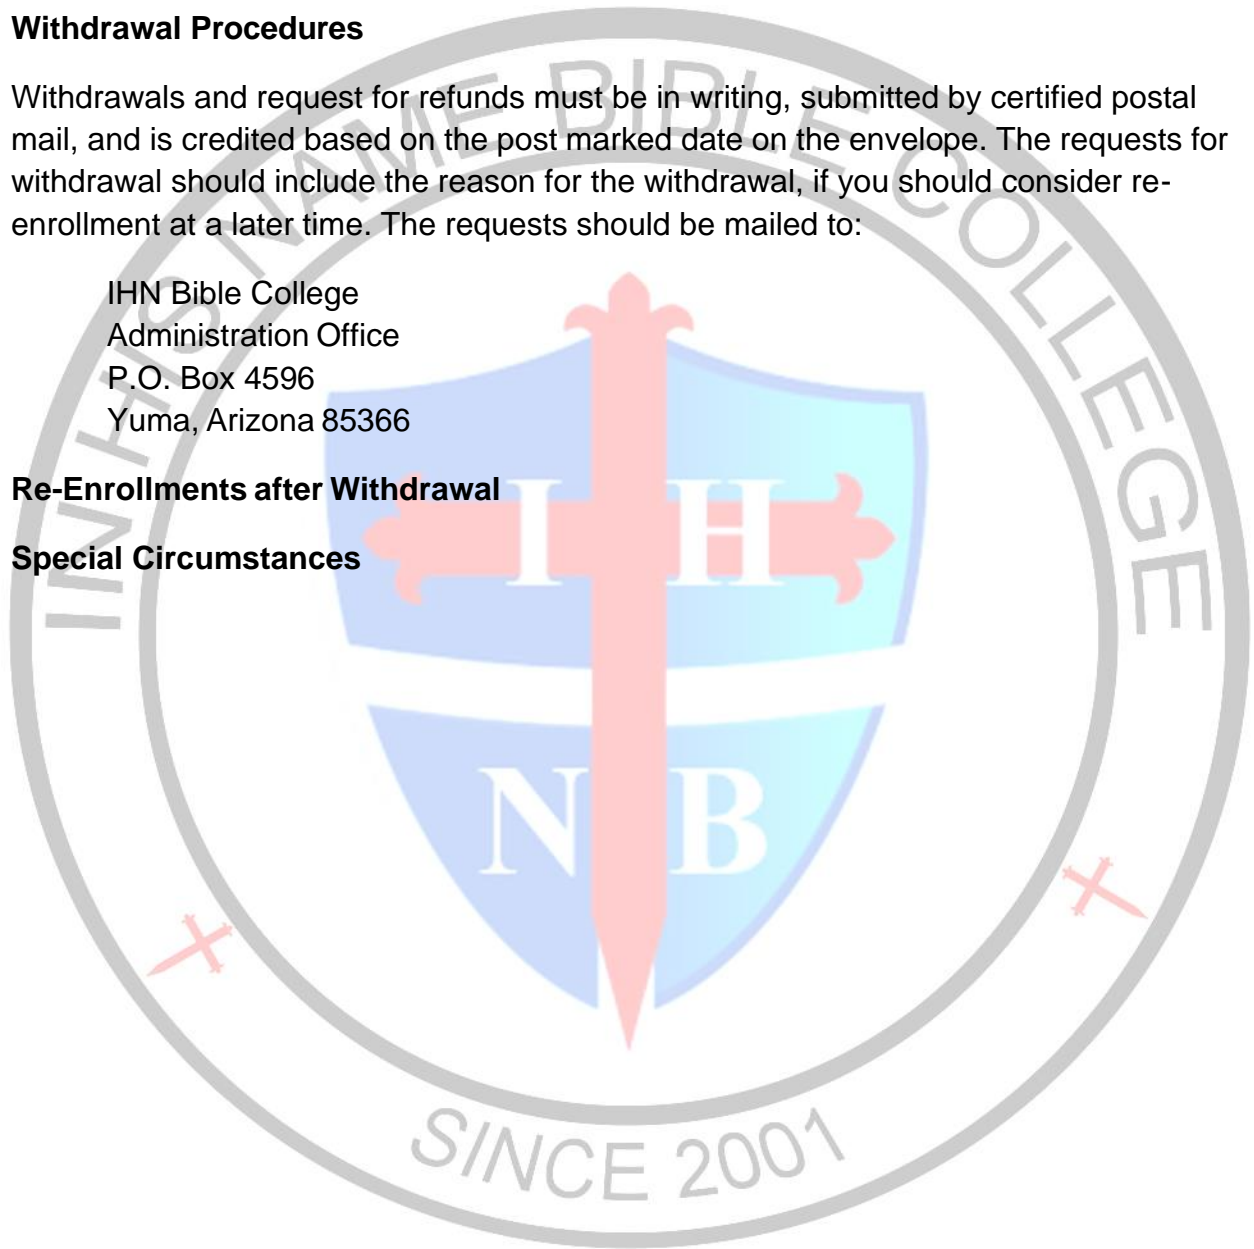 Withdrawal Procedures
Withdrawals and request for refunds must be in writing, submitted by certified postal
mail, and is credited based on the post marked date on the envelope. The requests for
withdrawal should include the reason for the withdrawal, if you should consider re-
enrollment at a later time. The requests should be mailed to:
IHN Bible College
Administration Office
P.O. Box 4596
Yuma, Arizona 85366
Re-Enrollments after Withdrawal
Special Circumstances
IN HIS NAME BIBLE COLLEGE
I H
N B
SINCE 2001